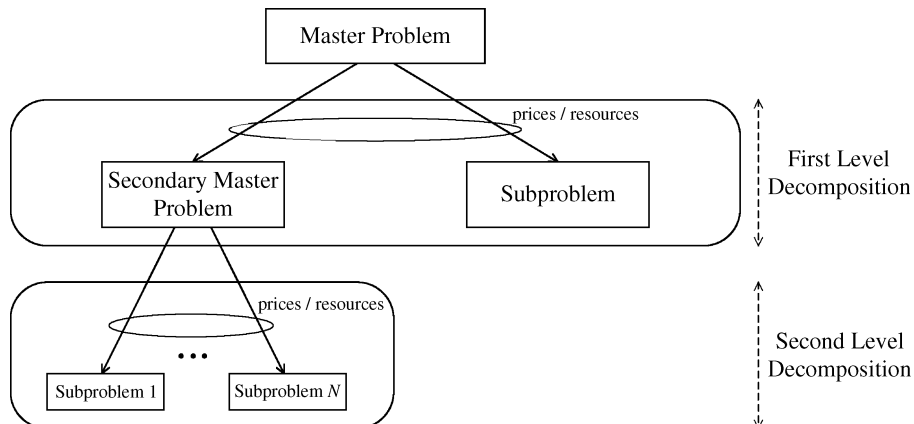 Master Problem
prices / resources
Secondary Master
Problem
Subproblem
First Level
Decomposition
prices / resources
•••
Subproblem 1
Subproblem N
Second Level
Decomposition